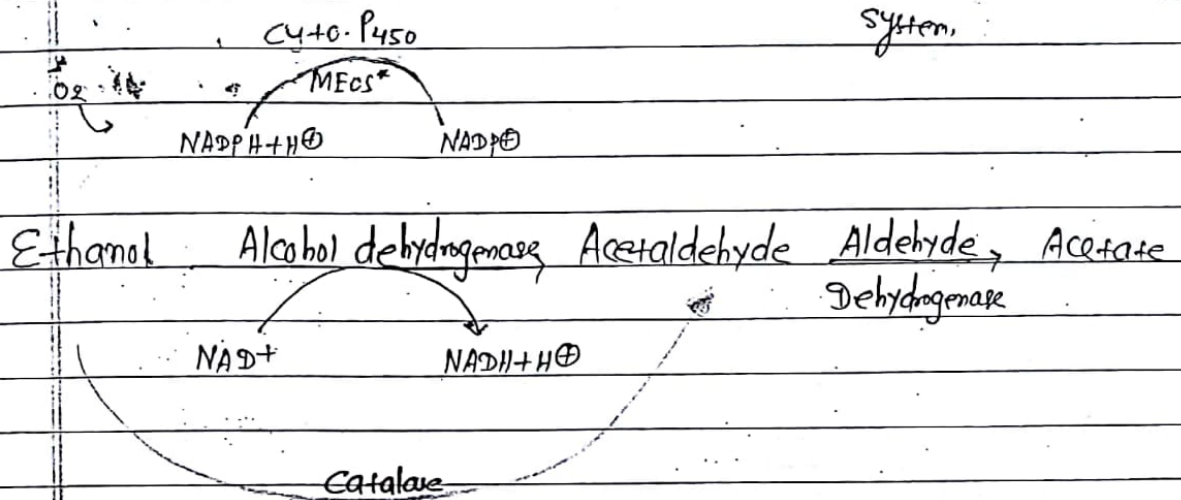 System,
Cyto. P450
O2 MEOS*
NADPH+H⊕ NADP⊕
Ethanol Alcohol dehydrogenase Acetaldehyde Aldehyde Acetate
Dehydrogenase
NAD+ NADH+H⊕
Catalase